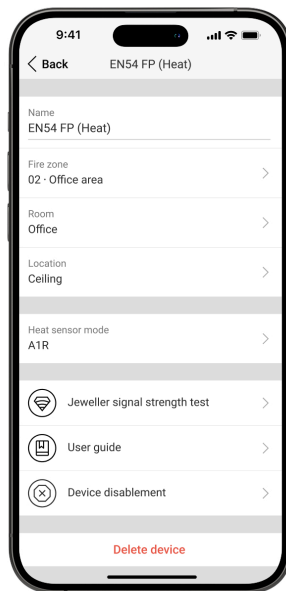 9:41
Back
EN54 FP (Heat)
Name
EN54 FP (Heat)
Fire zone
02 · Office area
Room
Office
Location
Ceiling
Heat sensor mode
A1R
Jeweller signal strength test
User guide
Device disablement
Delete device